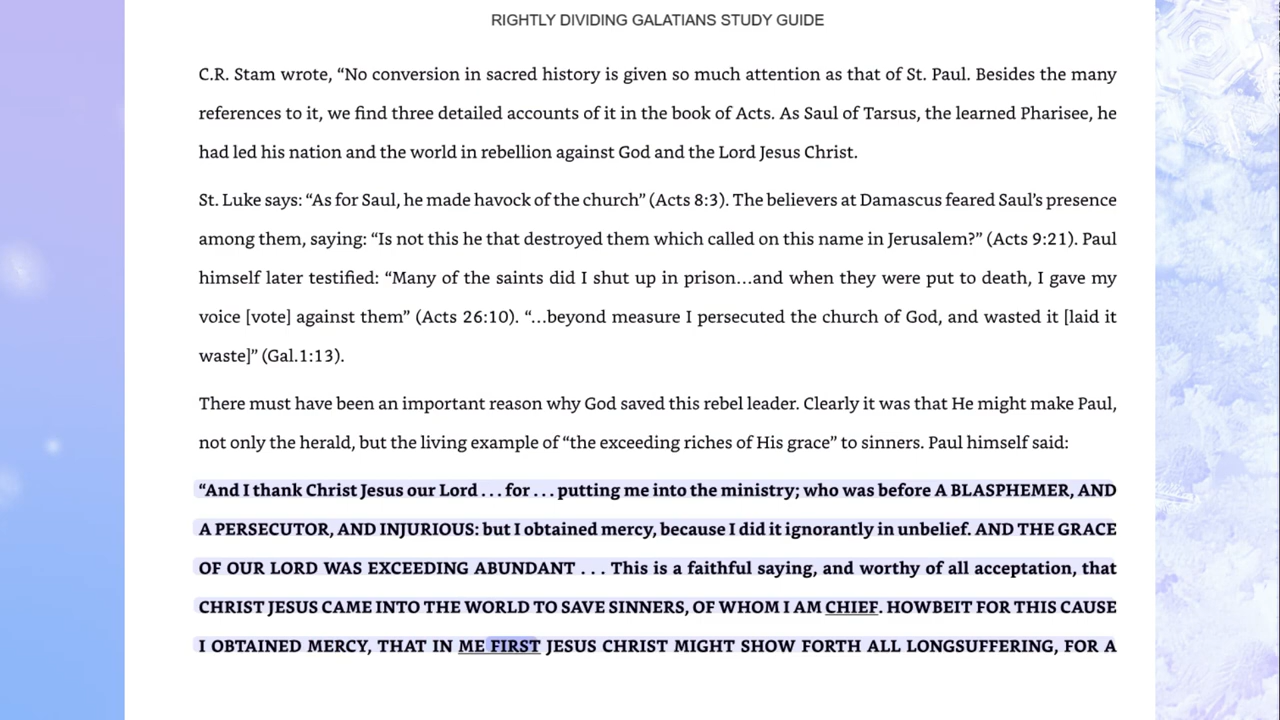 RIGHTLY DIVIDING GALATIANS STUDY GUIDE
C.R. Stam wrote, “No conversion in sacred history is given so much attention as that of St. Paul. Besides the many
references to it, we find three detailed accounts of it in the book of Acts. As Saul of Tarsus, the learned Pharisee, he
had led his nation and the world in rebellion against God and the Lord Jesus Christ.
St. Luke says: “As for Saul, he made havock of the church” (Acts 8:3). The believers at Damascus feared Saul’s presence
among them, saying: “Is not this he that destroyed them which called on this name in Jerusalem?” (Acts 9:21). Paul
himself later testified: “Many of the saints did I shut up in prison…and when they were put to death, I gave my
voice [vote] against them” (Acts 26:10). “…beyond measure I persecuted the church of God, and wasted it [laid it
waste]” (Gal.1:13).
There must have been an important reason why God saved this rebel leader. Clearly it was that He might make Paul,
not only the herald, but the living example of “the exceeding riches of His grace” to sinners. Paul himself said:
“And I thank Christ Jesus our Lord . . . for . . . putting me into the ministry; who was before A BLASPHEMER, AND
A PERSECUTOR, AND INJURIOUS: but I obtained mercy, because I did it ignorantly in unbelief. AND THE GRACE
OF OUR LORD WAS EXCEEDING ABUNDANT . . . This is a faithful saying, and worthy of all acceptation, that
CHRIST JESUS CAME INTO THE WORLD TO SAVE SINNERS, OF WHOM I AM CHIEF. HOWBEIT FOR THIS CAUSE
I OBTAINED MERCY, THAT IN ME FIRST JESUS CHRIST MIGHT SHOW FORTH ALL LONGSUFFERING, FOR A